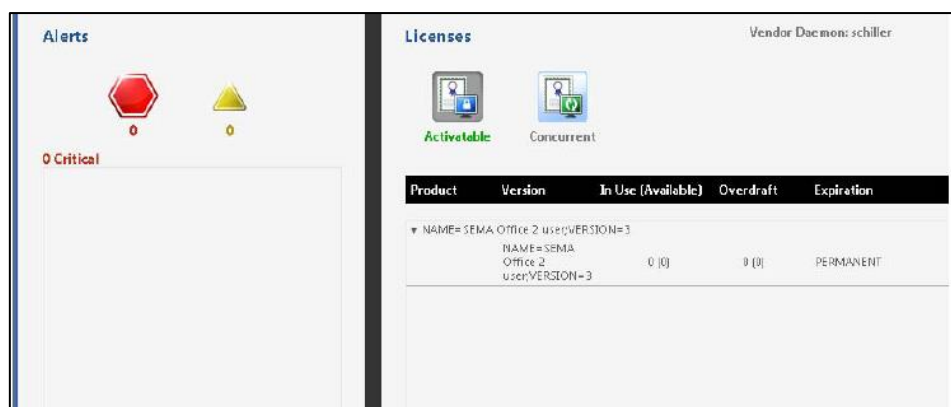 Alerts
0
0
0 Critical
Licenses
Vendor Daemon: schiller
Activatable
Concurrent
Product Version In Use (Available) Overdraft Expiration
▼ NAME=SEMA Office 2 user;VERSION=3
NAME=SEMA
Office 2
user;VERSION=3
0 (0) 0 (0) PERMANENT